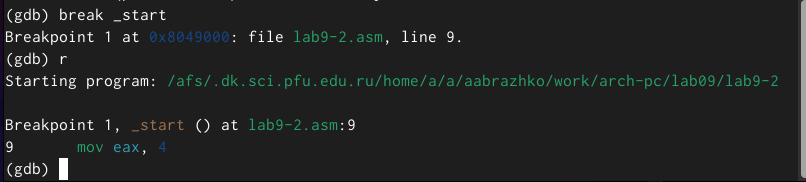 (gdb) break _start
Breakpoint 1 at 0x8049000: file lab9-2.asm, line 9.
(gdb) r
Starting program: /afs/.dk.sci.pfu.edu.ru/home/a/a/aabrazhko/work/arch-pc/lab09/lab9-2
Breakpoint 1, _start () at lab9-2.asm:9
9       mov eax, 4
(gdb)